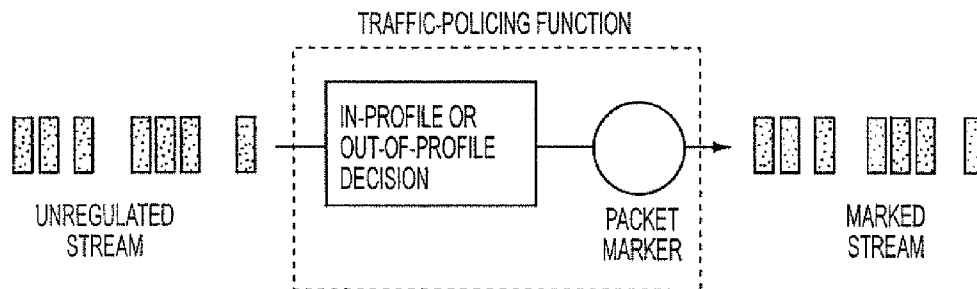 TRAFFIC-POLICING FUNCTION
IN-PROFILE OR
OUT-OF-PROFILE
DECISION
UNREGULATED
STREAM
PACKET
MARKER
MARKED
STREAM